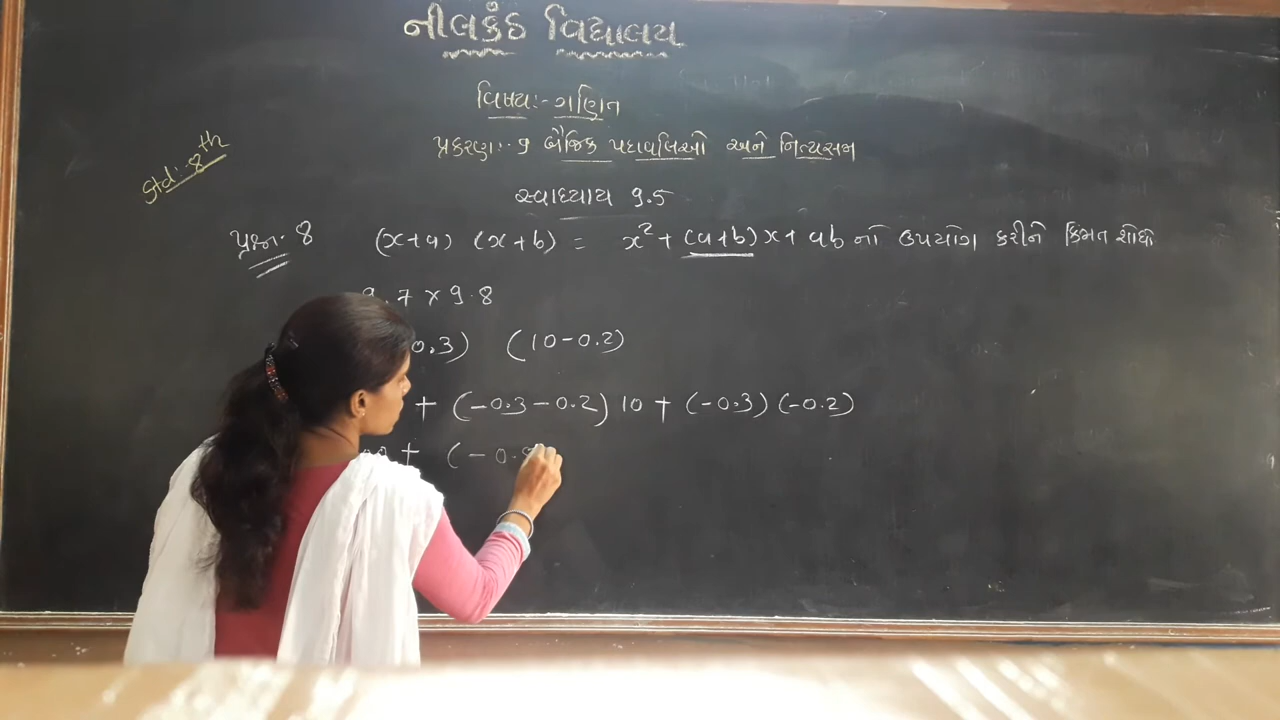 નીલકંઠ વિદ્યાલય
વિષય:- ગણિત
પ્રકરણ:- ૧ બૈજિક પદાવલિઓ અને નિત્યસમ
Std:- 8th
સ્વાધ્યાય ૧.5
પ્રશ્ન- 8 (x+a) (x+b) = x² + (a+b)x + ab નો ઉપયોગ કરીને કિંમત શોધો
9.7 × 9.8
0.3) (10-0.2)
+ (-0.3-0.2) 10 + (-0.3) (-0.2)
+ (-0.